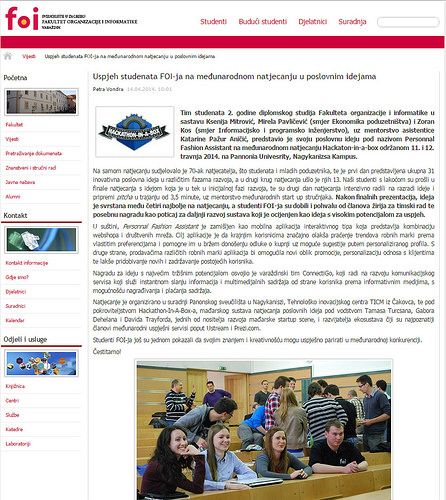 foi
SVEUČILIŠTE U ZAGREBU
FAKULTET ORGANIZACIJE I INFORMATIKE
VARAŽDIN
Studenti Budući studenti Djelatnici Suradnja
Vijesti Uspjeh studenata FOI-ja na međunarodnom natjecanju u poslovnim idejama
Početna
Fakultet
Vijesti
Pretraživanje dokumenata
Znanstveni i stručni rad
Javna nabava
Alumni
Kontakt
Kontakt informacije
Gdje smo?
Djelatnici
Suradnici
Kalendar
Odjeli i usluge
Knjižnica
Centri
Službe
Katedre
Laboratoriji
Uspjeh studenata FOI-ja na međunarodnom natjecanju u poslovnim idejama
Petra Vondra 14.04.2014. 10:01
HACKATHON-IN-A-BOX
Tim studenata 2. godine diplomskog studija Fakulteta organizacije i informatike u
sastavu Ksenija Mitrović, Mirela Pavličević (smjer Ekonomika poduzetništva) i Zoran
Kos (smjer Informacijsko i programsko inženjerstvo), uz mentorstvo asistentice
Katarine Pažur Aničić, predstavio je svoju poslovnu ideju pod nazivom Personal
Fashion Assistant na međunarodnom natjecanju Hackaton-in-a-box održanom 11. i 12.
travnja 2014. na Pannonia Univesrity, Nagykanizsa Kampus.
Na samom natjecanju sudjelovalo je 70-ak natjecatelja, što studenata i mladih poduzetnika, te je prvi dan predstavljena ukupna 31
inovativna poslovna ideja u različitim fazama razvoja, a u drugi krug natjecanja ušlo je njih 13. Naši studenti s lakoćom su prošli u
finale natjecanja s idejom koja je u tek u inicijalnoj fazi razvoja, te su drugi dan natjecanja intenzivno radili na razradi ideje i
pripremi pitcha u trajanju od 3,5 minute, uz mentorstvo međunarodnih start up stručnjaka. Nakon finalnih prezentacija, ideja
je svrstana među četiri najbolje na natjecanju, a studenti FOI-ja su dobili i pohvalu od članova žirija za timski rad te
posebnu nagradu kao poticaj za daljnji razvoj sustava koji je ocijenjen kao ideja s visokim potencijalom za uspjeh.
U suštini, Personal Fashion Assistant je zamišljen kao mobilna aplikacija interaktivnog tipa koja predstavlja kombinaciju
webshopa i društvenih mreža. Cilj aplikacije je da krajnjim korisnicima značajno olakša praćenje trendova robnih marki prema
vlastitim preferencijama i pomogne im u bržem donošenju odluke o kupnji uz moguće sugestije putem personaliziranog profila. S
druge strane, prodavačima različitih robnih marki aplikacija bi omogućila novi oblik promocije, personalizaciju odnosa s klijentima
te lakše pridobivanje novih i zadržavanje postojećih korisnika.
Nagradu za ideju s najvećim tržišnim potencijalom osvojio je varaždinski tim ConnectiGo, koji radi na razvoju komunikacijskog
servisa koji služi instantnom slanju informacija i multimedijalnih sadržaja od strane korisnika prema informativnim medijima, s
mogućnošću nagrađivanja i plaćanja sadržaja.
Natjecanje je organizirano u suradnji Panonskog sveučilišta u Nagykanizsi, Tehnološko inovacijskog centra TICM iz Čakovca, te pod
pokroviteljstvom Hackathon-In-A-Box-a, mađarskog sustava natjecanja poslovnih ideja pod vodstvom Tamasa Turcsana, Gabora
Dehelana i Davida Trayforda, jednih od nositelja razvoja mađarske startup scene, i razvijatelja ekosustava čiji su najpoznatiji
članovi međunarodni uspješni servisi poput Ustream i Prezi.com.
Studenti FOI-ja još su jednom pokazali da svojim znanjem i kreativnošću mogu uspješno parirati u međunarodnoj konkurenciji.
Čestitamo!